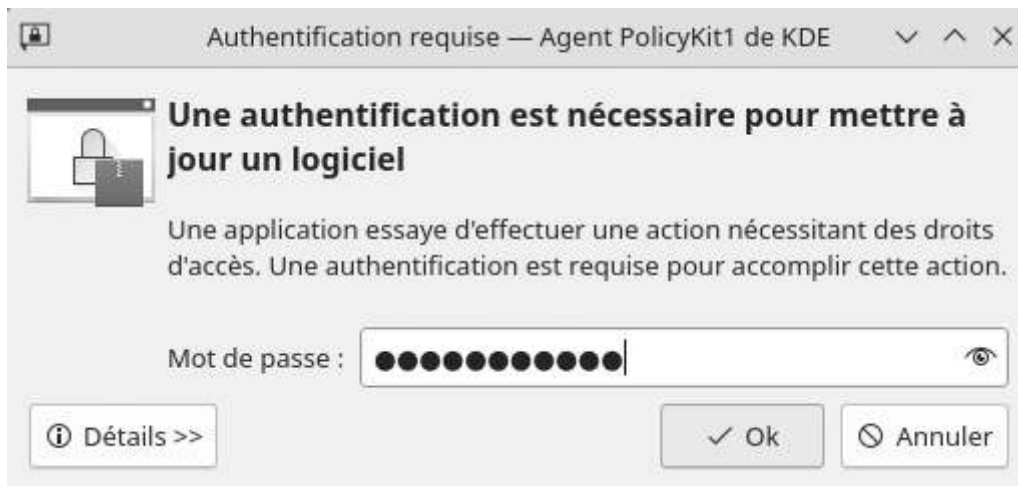 Authentification requise — Agent PolicyKit1 de KDE
Une authentification est nécessaire pour mettre à
jour un logiciel
Une application essaye d'effectuer une action nécessitant des droits
d'accès. Une authentification est requise pour accomplir cette action.
Mot de passe : ●●●●●●●●●●●
Détails >>
Ok
Annuler